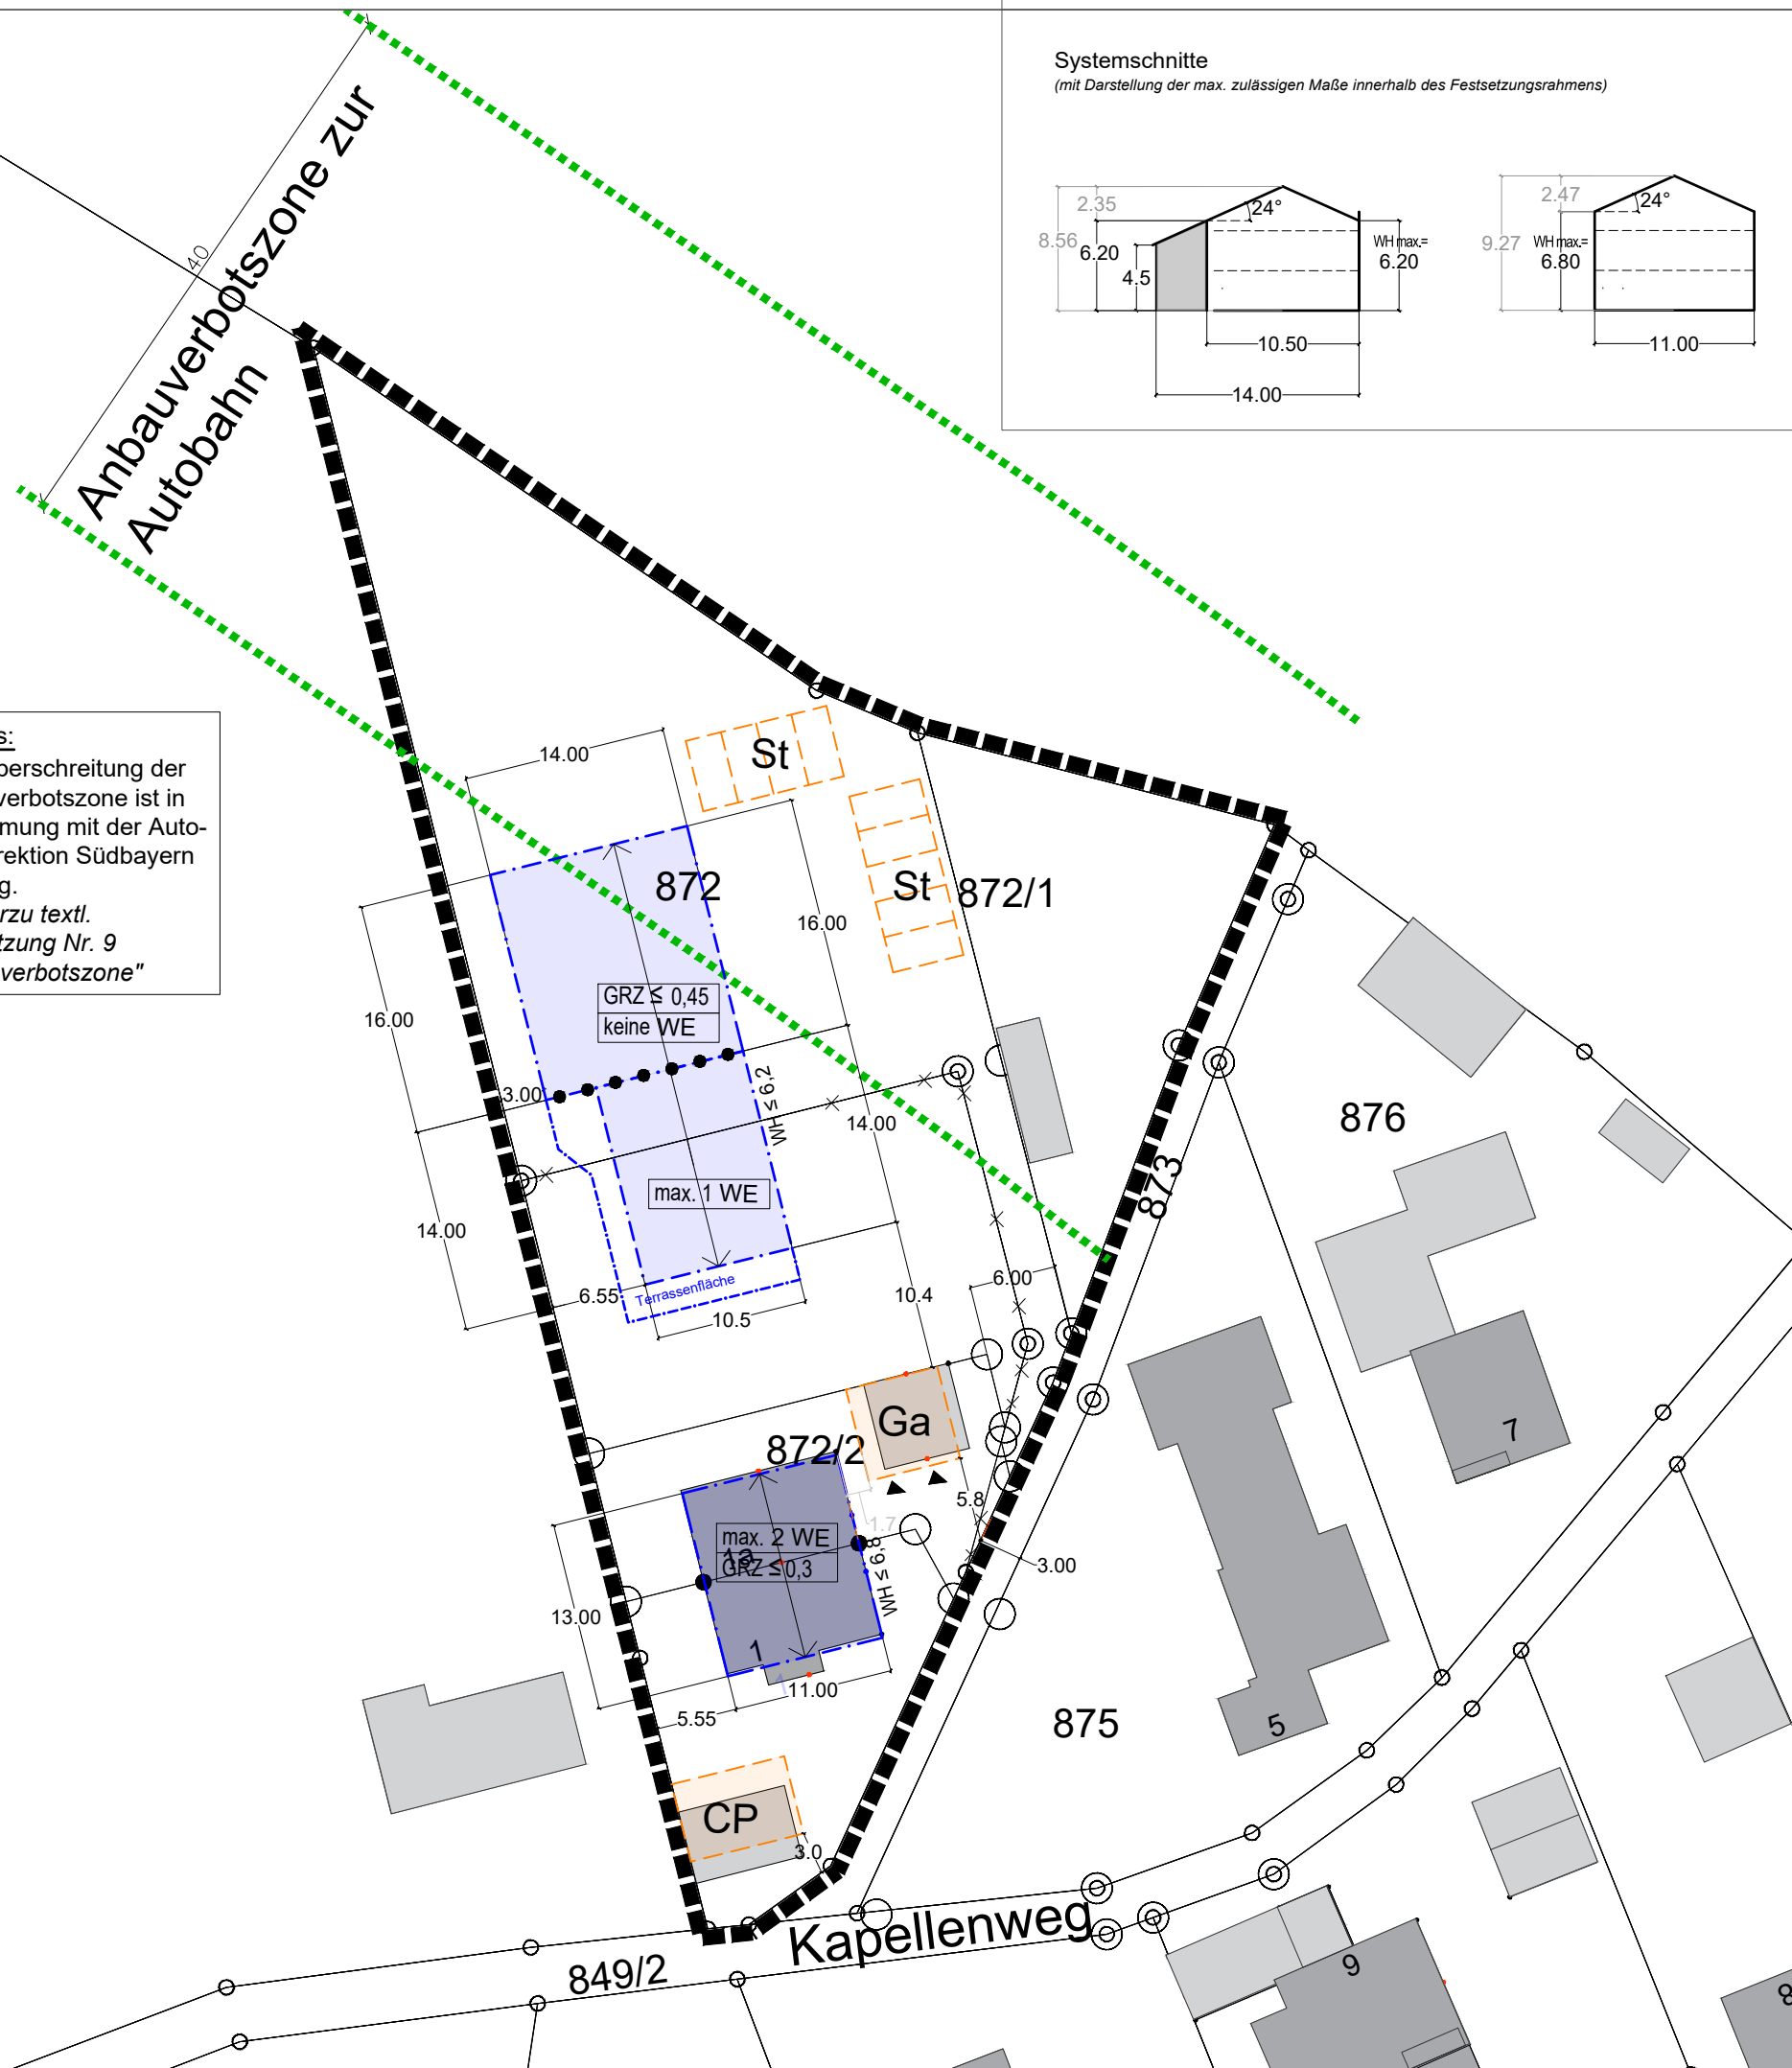 Systemschnitte
(mit Darstellung der max. zulässigen Maße innerhalb des Festsetzungsrahmens)
2.35
24°
8.56
6.20
4.5
WH max.=
6.20
10.50
14.00
2.47
24°
9.27
WH max.=
6.80
11.00
Anbauverbotszone zur
Autobahn
40
s:
berschreitung der
verbotszone ist in
mung mit der Auto-
rektion Südbayern
g.
rzu textl.
tzung Nr. 9
verbotszone"
14.00
St
872
St
872/1
16.00
16.00
GRZ ≤ 0,45
keine WE
3.00
WH ≤ 6,2
14.00
876
873
max. 1 WE
14.00
6.55
Terrassenfläche
10.5
10.4
6.00
Ga
872/2
7
5.8
1.7
max. 2 WE
1a
GRZ ≤ 0,3
WH ≤ 6,8
3.00
13.00
1
11.00
5.55
875
5
CP
3.0
Kapellenweg
849/2
9
8